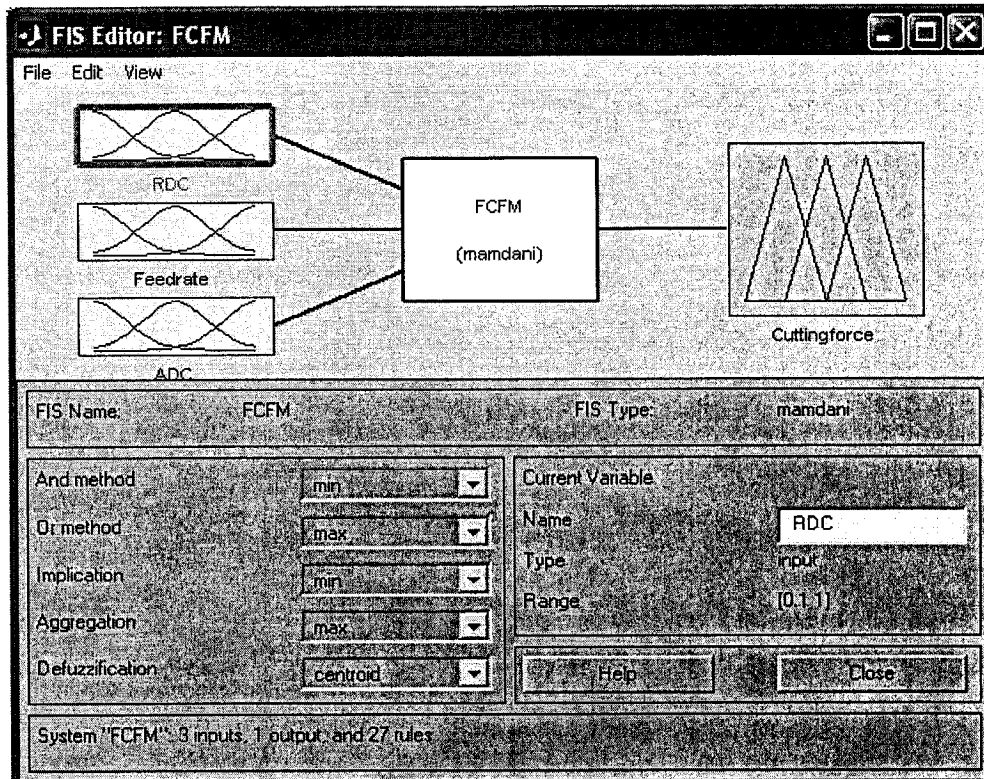 FIS Editor: FCFM
File Edit View
RDC
Feedrate
ADC
FCFM
(mamdani)
Cuttingforce
FIS Name: FCFM FIS Type: mamdani
And method min
Or method max
Implication min
Aggregation max
Defuzzification centroid
Current Variable
Name RDC
Type input
Range [0.1 1]
Help Close
System "FCFM": 3 inputs, 1 output, and 27 rules